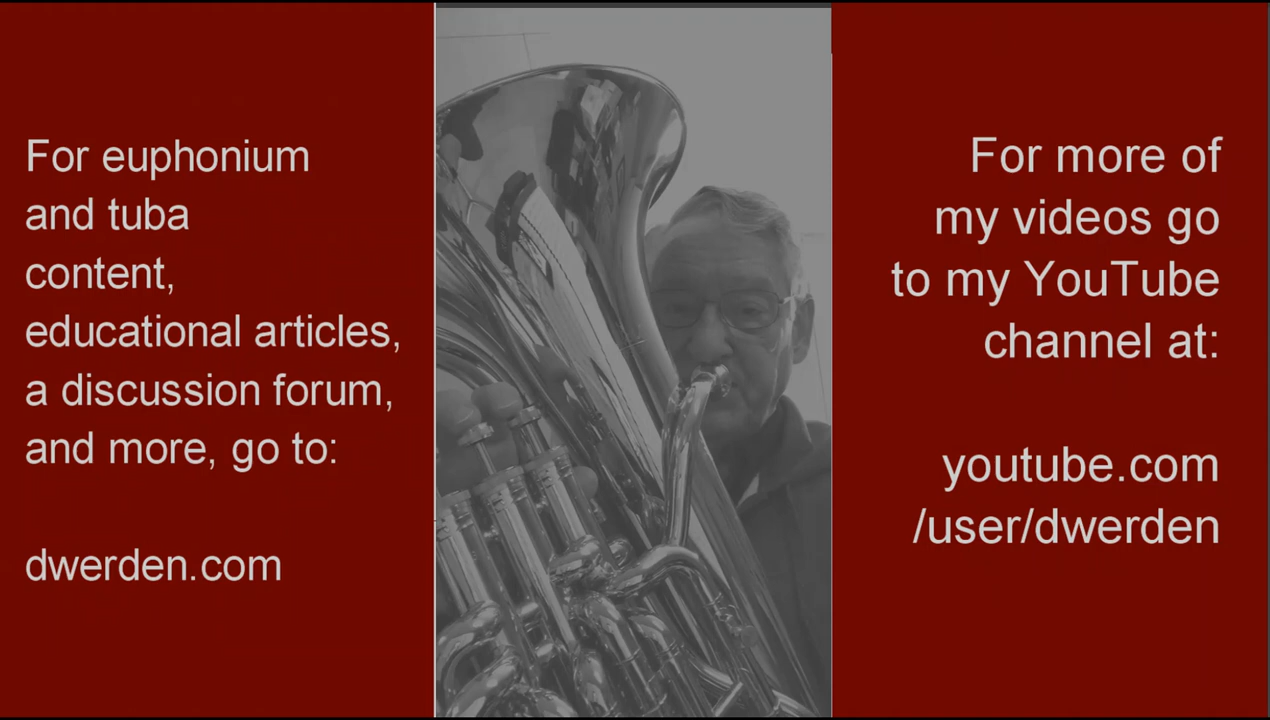 For euphonium
and tuba
content,
educational articles,
a discussion forum,
and more, go to:
dwerden.com
For more of
my videos go
to my YouTube
channel at:
youtube.com
/user/dwerden